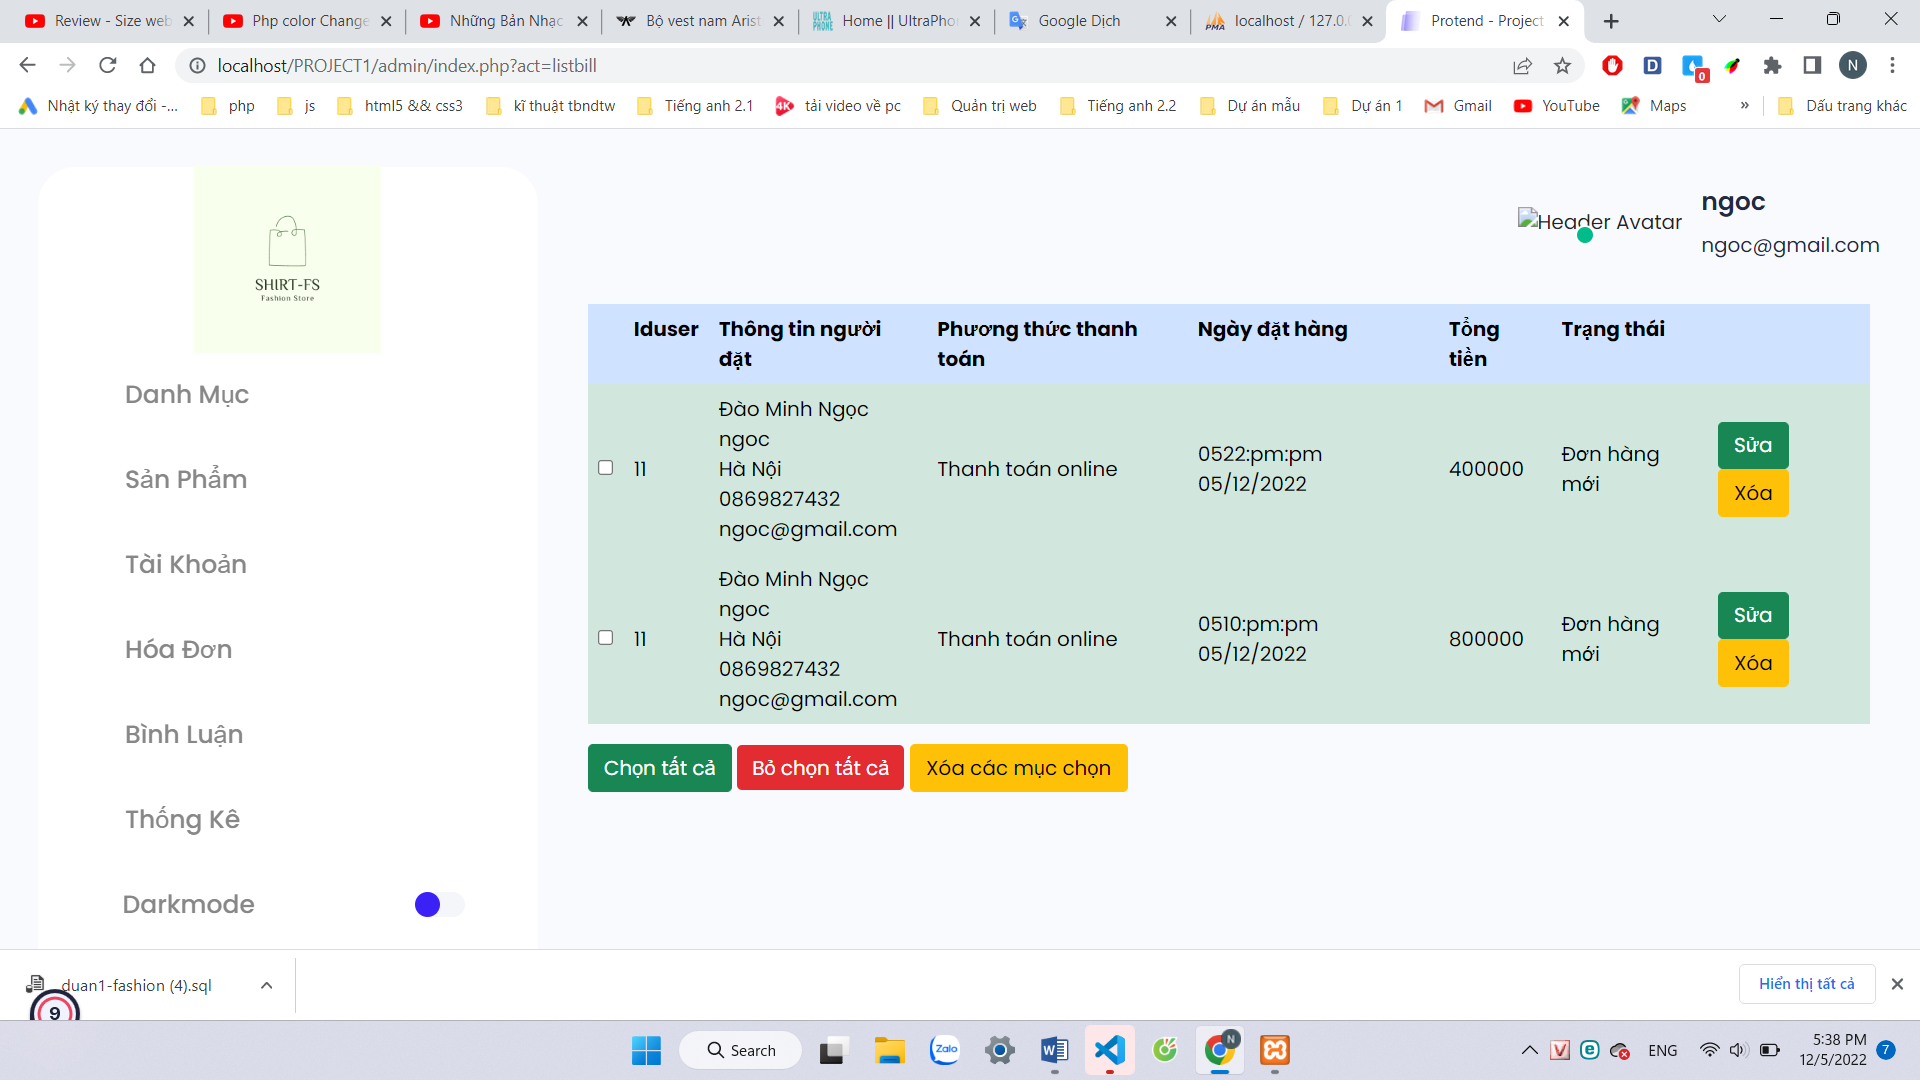 Review - Size web
Php color Change
Những Bản Nhạc
Bộ vest nam Arist
Home || UltraPho
Google Dịch
localhost / 127.0.0
Protend - Project
localhost/PROJECT1/admin/index.php?act=listbill
0
N
Nhật ký thay đổi -...
php
js
html5 && css3
kĩ thuật tbndtw
Tiếng anh 2.1
tải video về pc
Quản trị web
Tiếng anh 2.2
Dự án mẫu
Dự án 1
Gmail
YouTube
Maps
»
Dấu trang khác
SHIRT-FS
Fashion Store
Danh Mục
Sản Phẩm
Tài Khoản
Hóa Đơn
Bình Luận
Thống Kê
Darkmode
Header Avatar
ngoc
ngoc@gmail.com
Iduser Thông tin người đặt Phương thức thanh toán Ngày đặt hàng Tổng tiền Trạng thái
11
Đào Minh Ngọc
ngoc
Hà Nội
0869827432
ngoc@gmail.com
Thanh toán online
0522:pm:pm
05/12/2022
400000
Đơn hàng
mới
Sửa
Xóa
11
Đào Minh Ngọc
ngoc
Hà Nội
0869827432
ngoc@gmail.com
Thanh toán online
0510:pm:pm
05/12/2022
800000
Đơn hàng
mới
Sửa
Xóa
Chọn tất cả
Bỏ chọn tất cả
Xóa các mục chọn
duan1-fashion (4).sql
9
Hiển thị tất cả
Search
Zalo
N
ENG
5:38 PM
12/5/2022
7